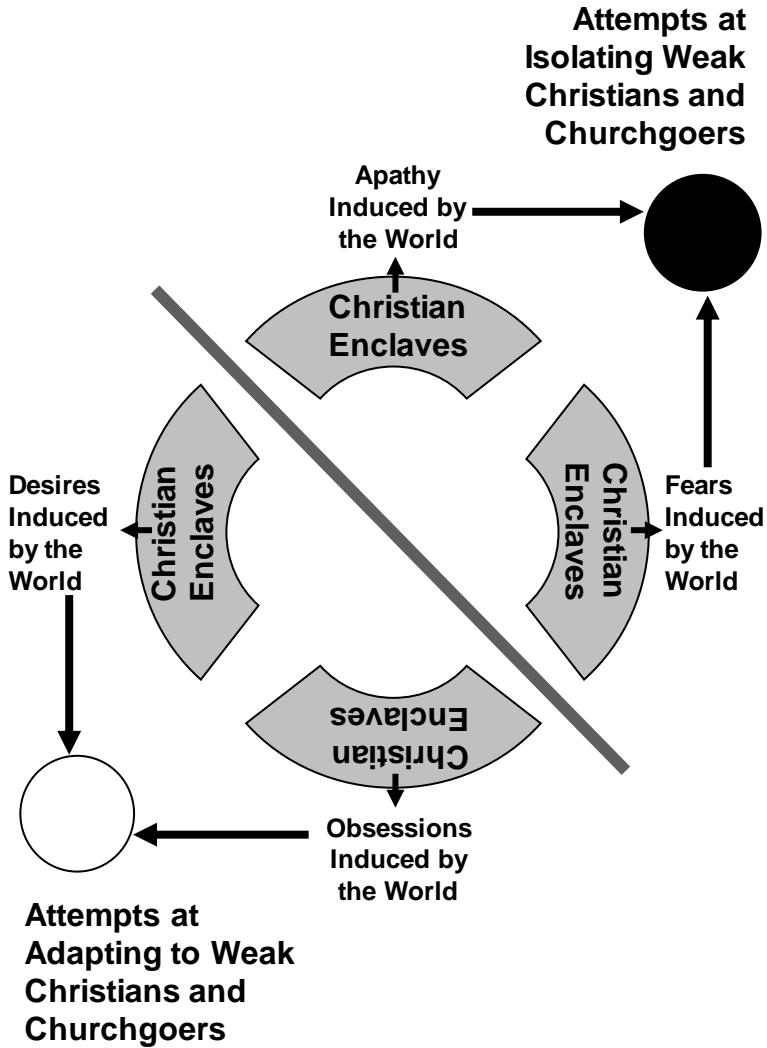 Attempts at
Isolating Weak
Christians and
Churchgoers
Apathy
Induced by
the World
Christian
Enclaves
Desires
Induced
by the
World
Christian
Enclaves
Christian
Enclaves
Fears
Induced
by the
World
Christian
Enclaves
Obsessions
Induced by
the World
Attempts at
Adapting to Weak
Christians and
Churchgoers